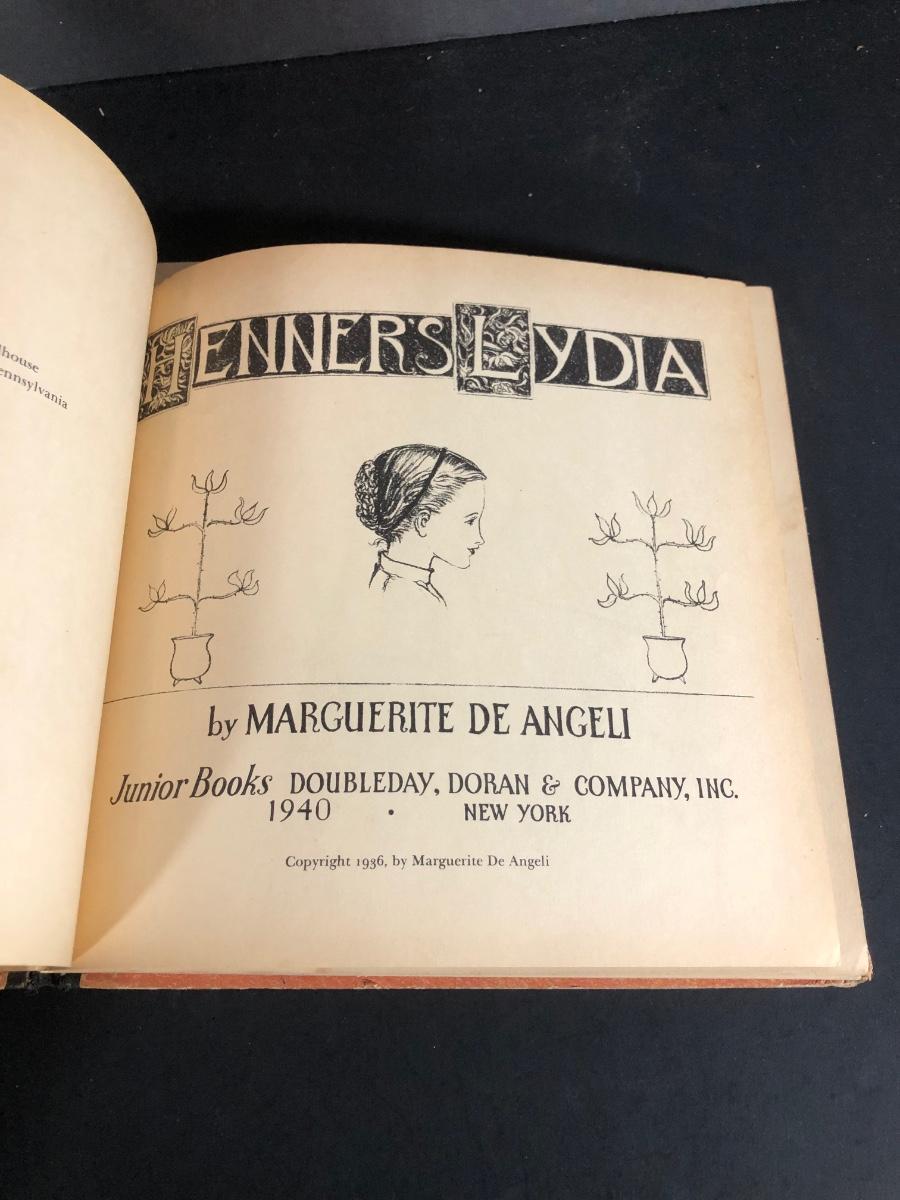 ennsylvania
HENNER'S LYDIA
by MARGUERITE DE ANGELI
Junior Books DOUBLEDAY, DORAN & COMPANY, INC.
1940 • NEW YORK
Copyright 1936, by Marguerite De Angeli